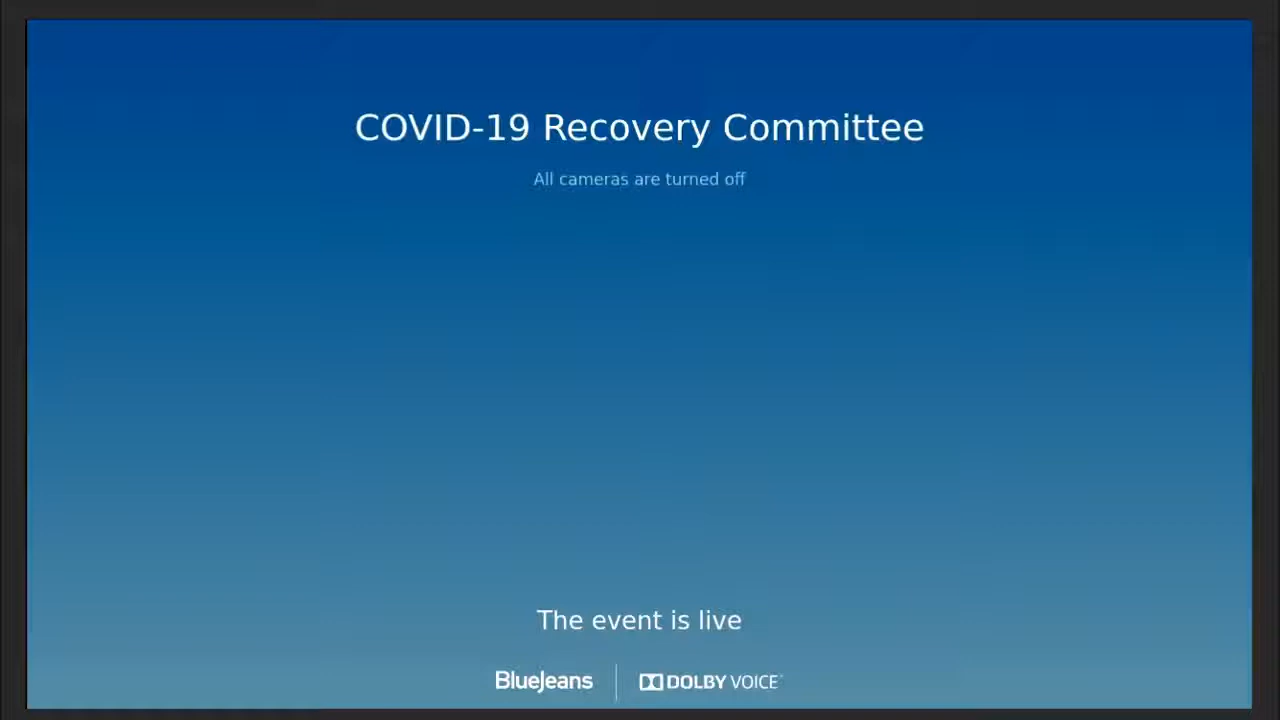 COVID-19 Recovery Committee
All cameras are turned off
The event is live
BlueJeans
DOLBY VOICE